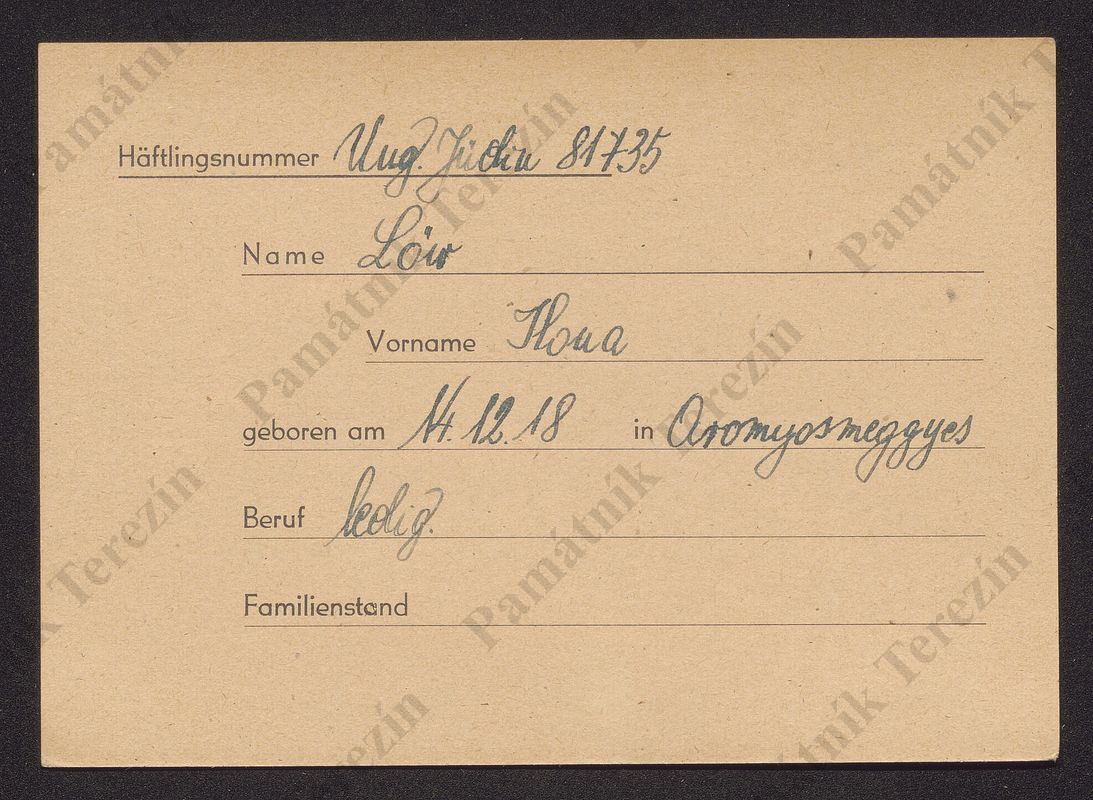 Häftlingsnummer Ung. Jüdin 81735
Name Löw
Vorname Ilona
geboren am 14.12.18 in Aromyosmeggyes
Beruf ledig.
Familienstand
Památník Terezín